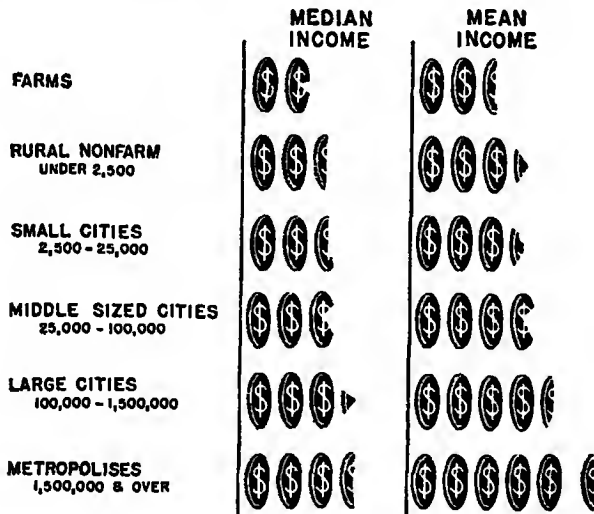 MEDIAN INCOME
MEAN INCOME
FARMS
RURAL NONFARM
UNDER 2,500
SMALL CITIES
2,500-25,000
MIDDLE SIZED CITIES
25,000-100,000
LARGE CITIES
100,000-1,500,000
METROPOLISES
1,500,000 & OVER